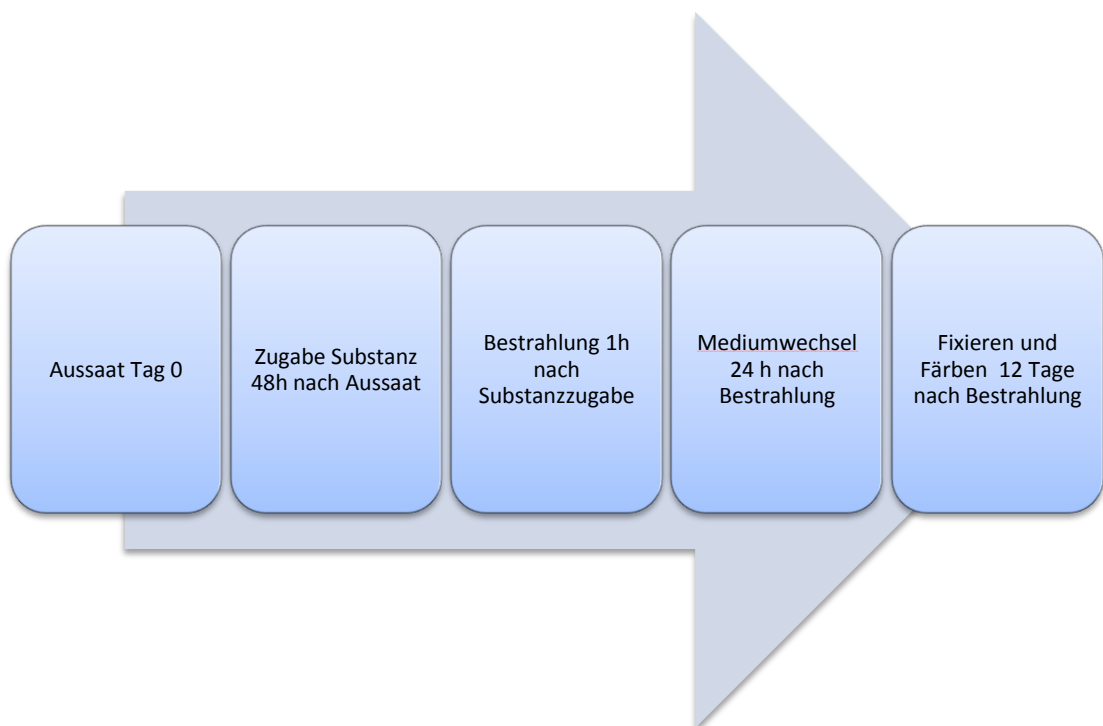 Aussaat Tag 0
Zugabe Substanz
48h nach Aussaat
Bestrahlung 1h
nach
Substanzzugabe
Mediumwechsel
24 h nach
Bestrahlung
Fixieren und
Färben  12 Tage
nach Bestrahlung